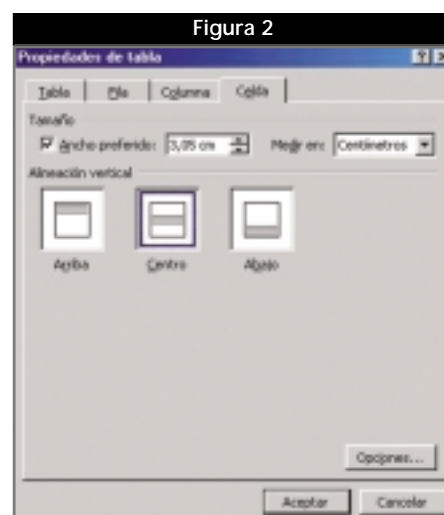 Figura 2
Propiedades de tabla
Tabla Fila Columna Celda
Tamaño
Ancho preferido: 3,05 cm Medir en: Centímetros
Alineación vertical
Arriba Centro Abajo
Opciones...
Aceptar Cancelar